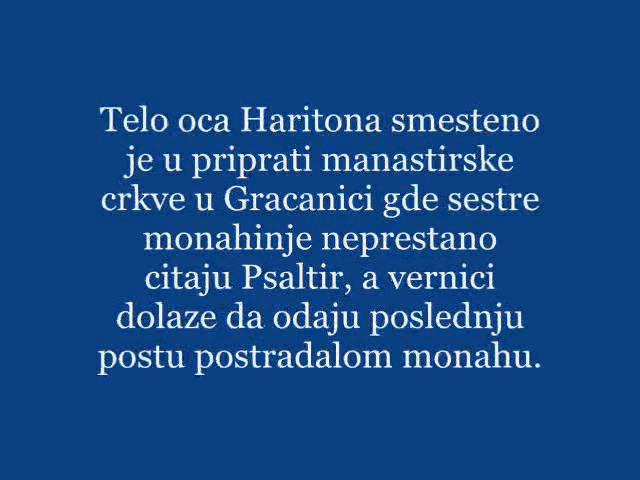 Telo oca Haritona smesteno
je u priprati manastirske
crkve u Gracanici gde sestre
monahinje neprestano
citaju Psaltir, a vernici
dolaze da odaju poslednju
postu postradalom monahu.